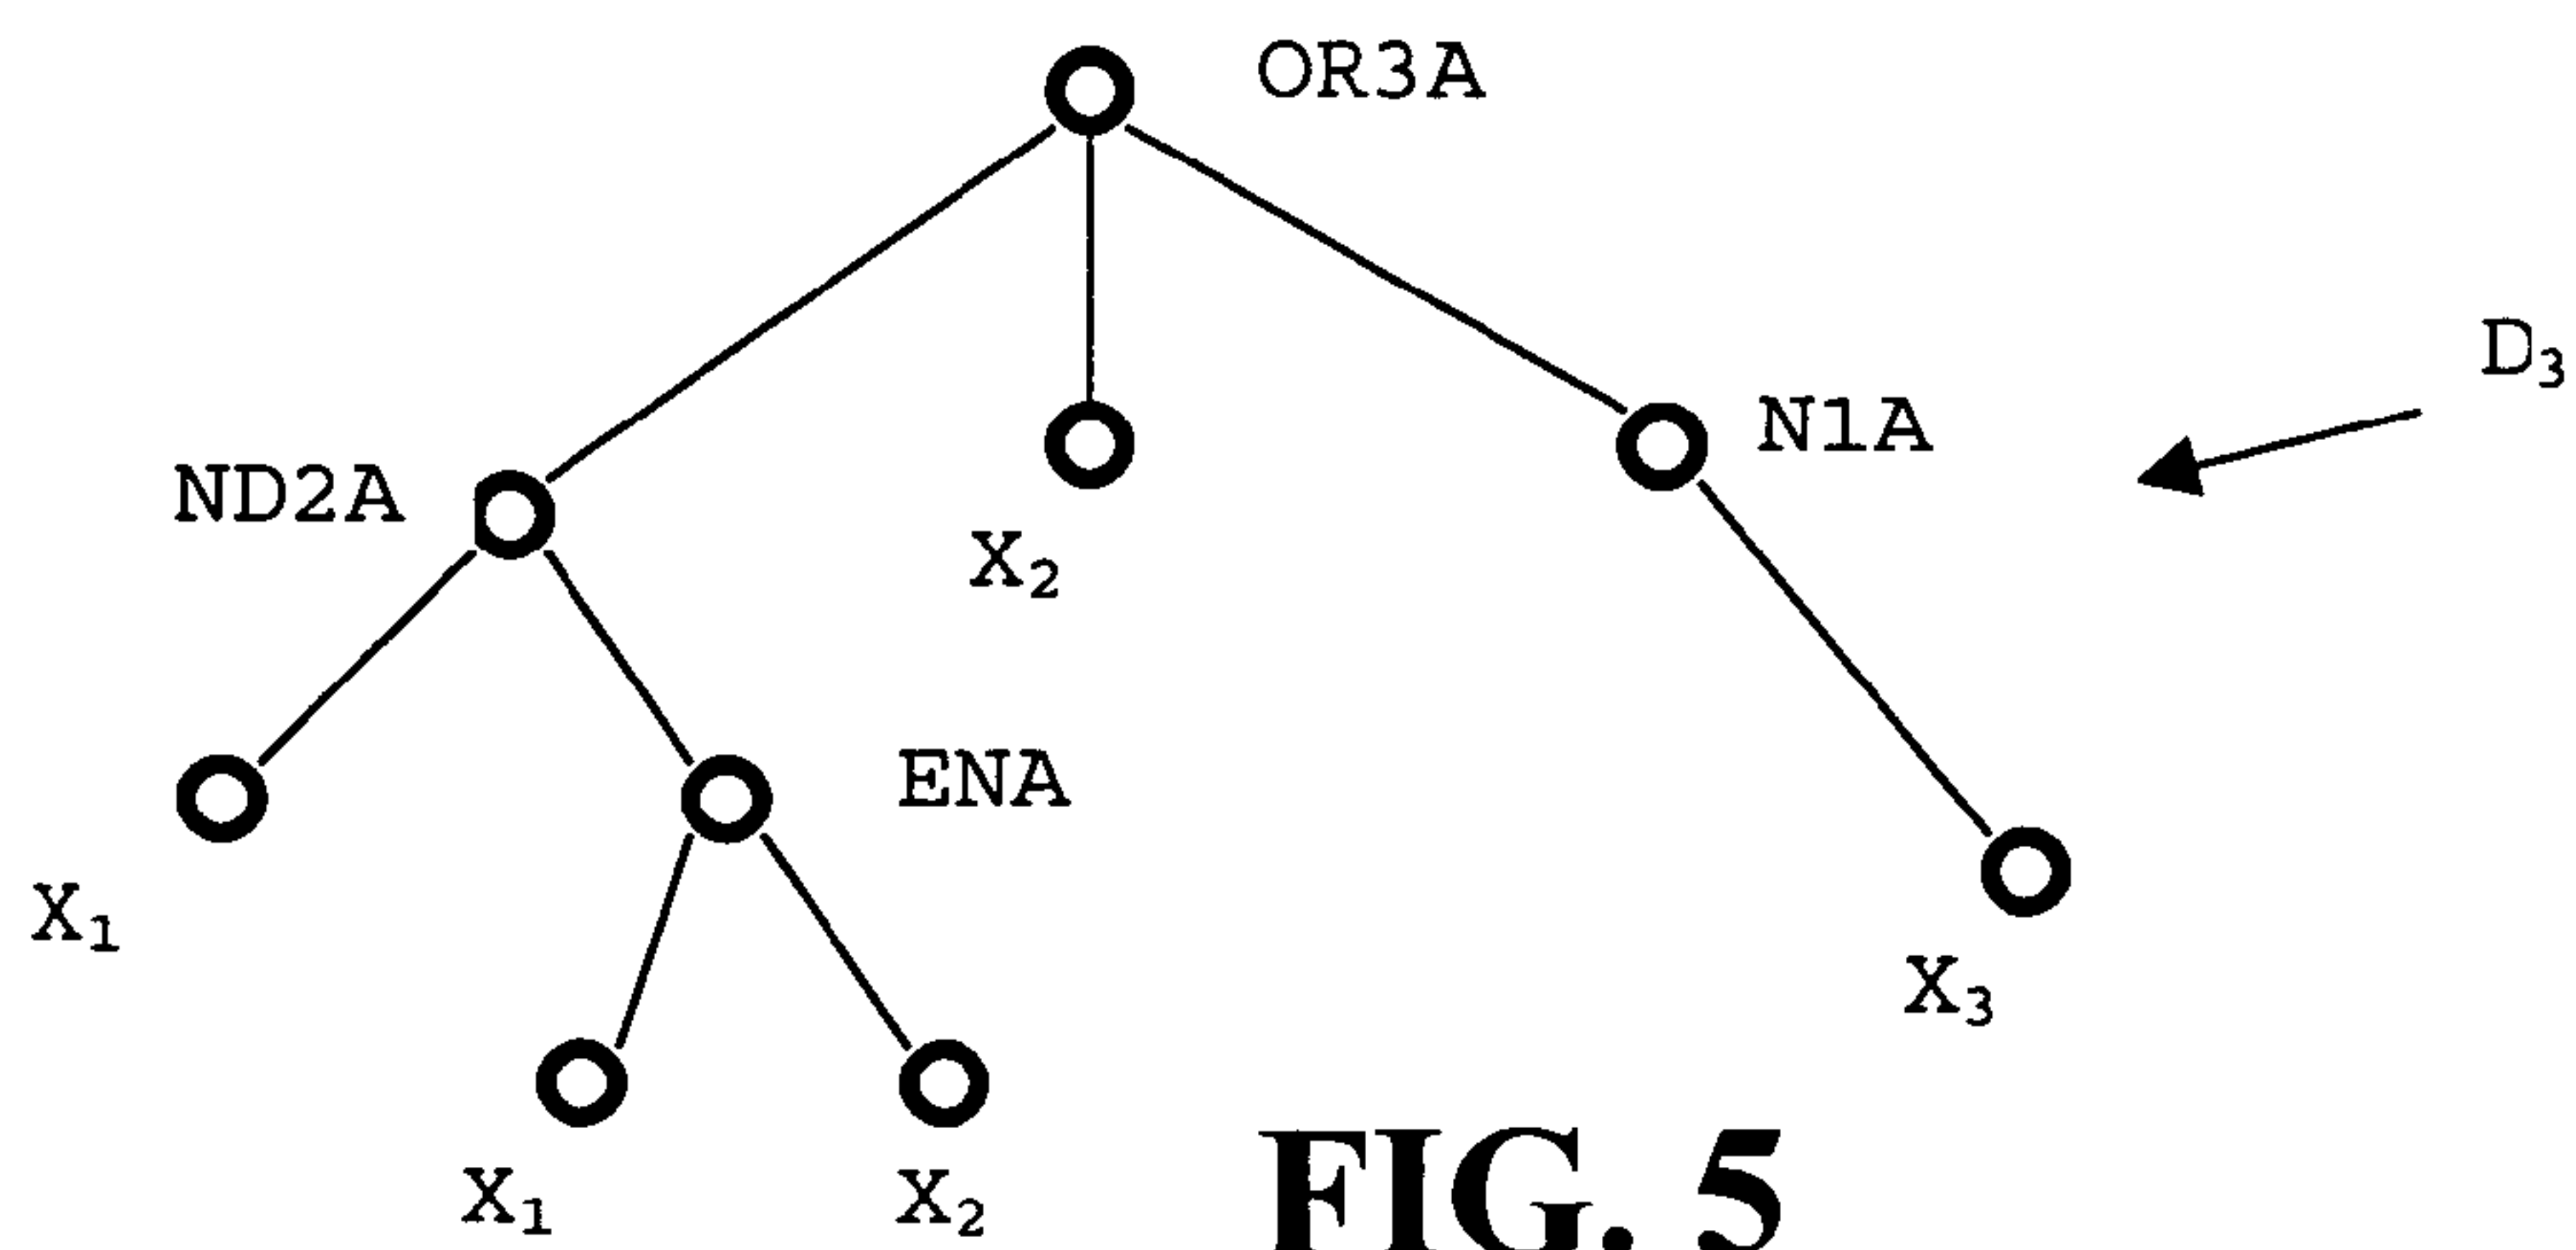 OR3A
D₃
N1A
ND2A
X₂
ENA
X₁
X₃
X₁ X₂
FIG. 5